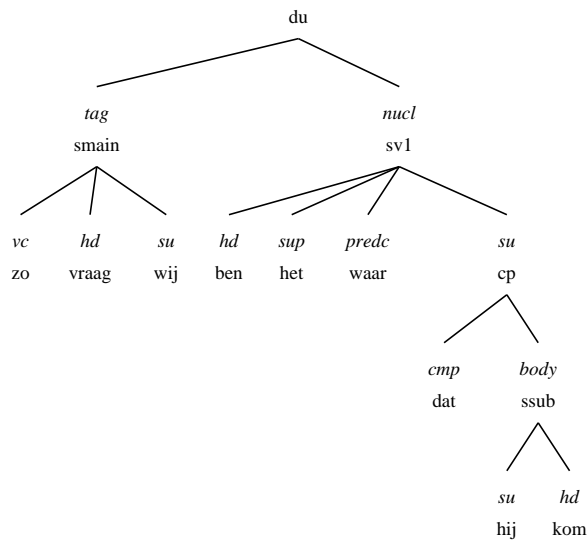 du
tag nucl
smain sv1
vc hd su hd sup predc su
zo vraag wij ben het waar cp
cmp body
dat ssub
su hd
hij kom